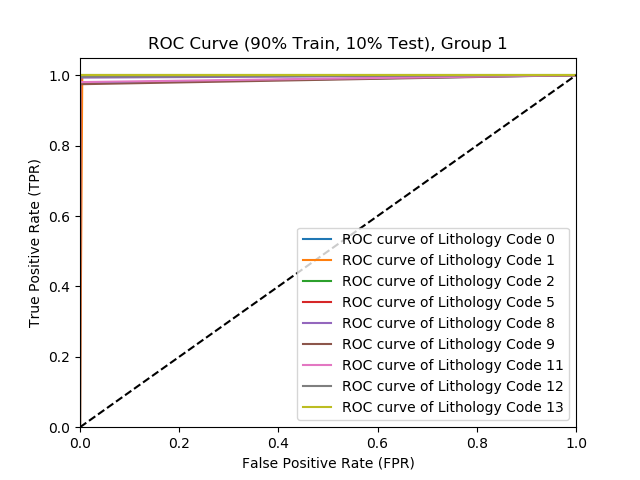 ROC Curve (90% Train, 10% Test), Group 1
True Positive Rate (TPR)
1.0
0.8
0.6
0.4
0.2
0.0
ROC curve of Lithology Code 0
ROC curve of Lithology Code 1
ROC curve of Lithology Code 2
ROC curve of Lithology Code 5
ROC curve of Lithology Code 8
ROC curve of Lithology Code 9
ROC curve of Lithology Code 11
ROC curve of Lithology Code 12
ROC curve of Lithology Code 13
0.0 0.2 0.4 0.6 0.8 1.0
False Positive Rate (FPR)